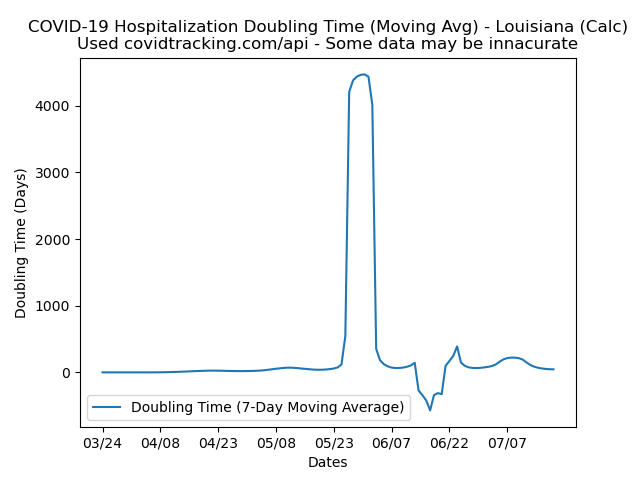 COVID-19 Hospitalization Doubling Time (Moving Avg) - Louisiana (Calc)
Used covidtracking.com/api - Some data may be innacurate
Doubling Time (Days)
4000
3000
2000
1000
0
Doubling Time (7-Day Moving Average)
03/24 04/08 04/23 05/08 05/23 06/07 06/22 07/07
Dates